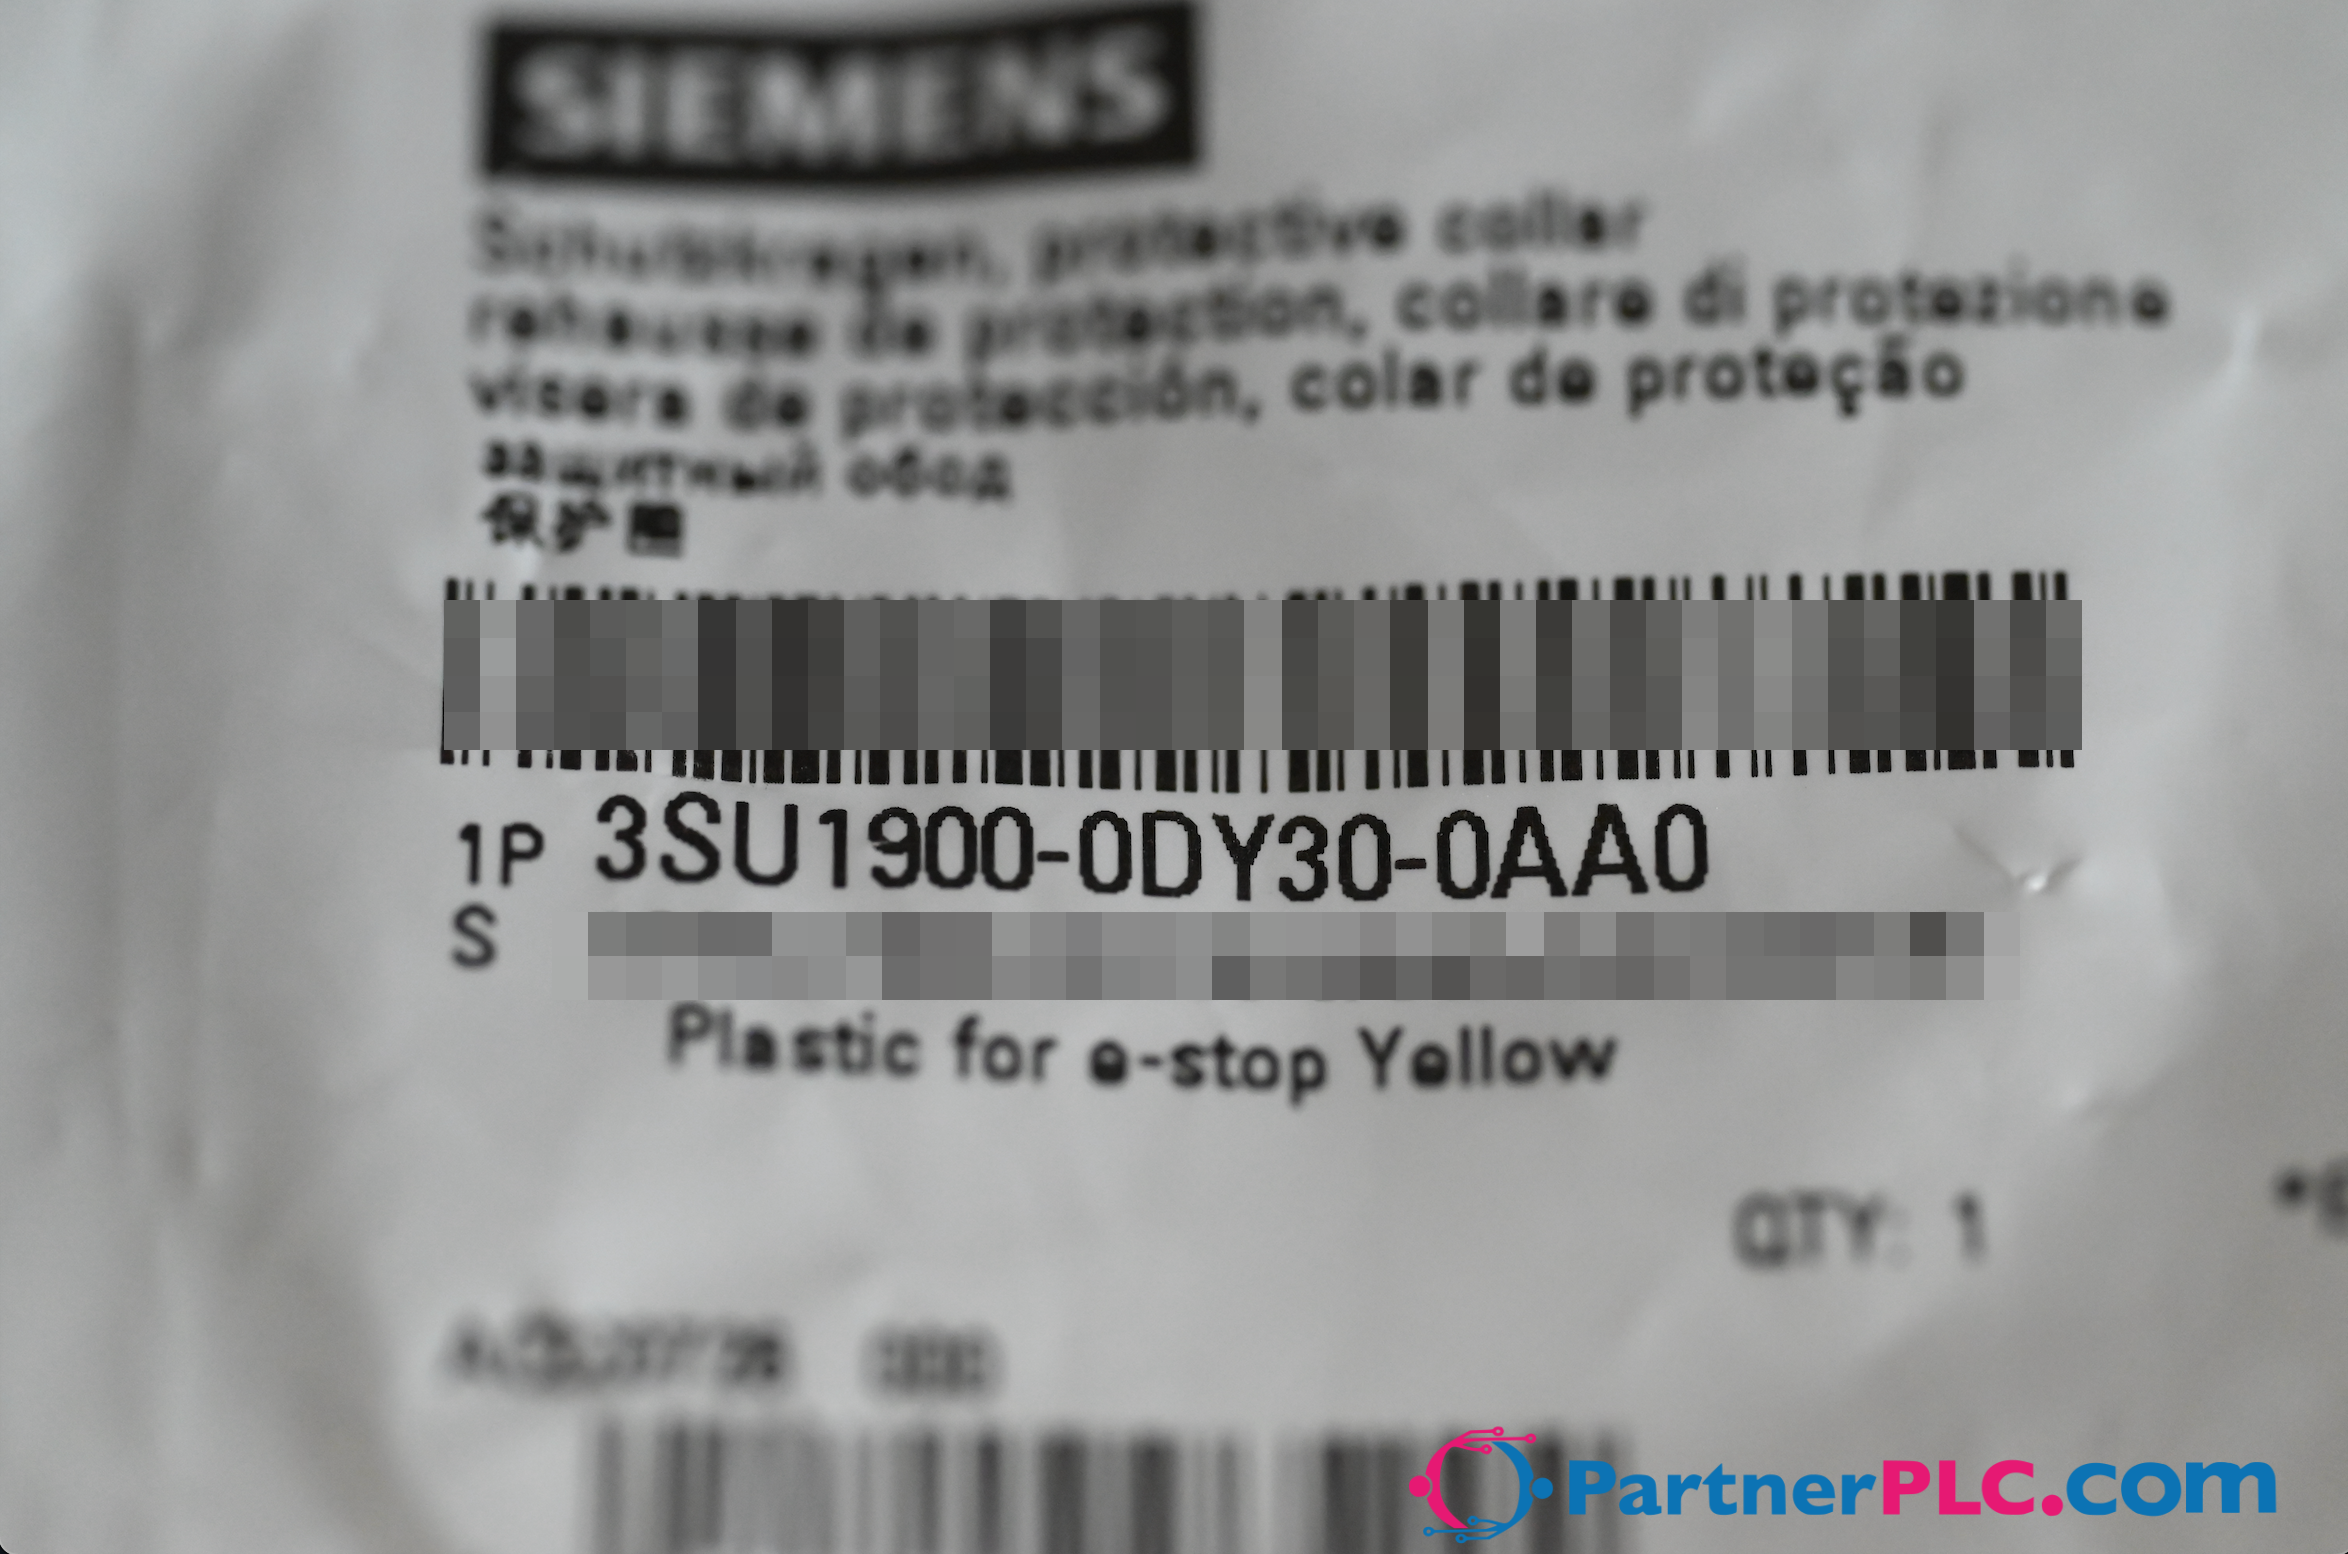 SIEMENS
Schutzkragen, protective collar
rehausse de protection, collare di protezione
visera de protección, colar de proteção
защитный обод
保护圈
1P 3SU1900-0DY30-0AA0
S
Plastic for e-stop Yellow
QTY: 1
PartnerPLC.com